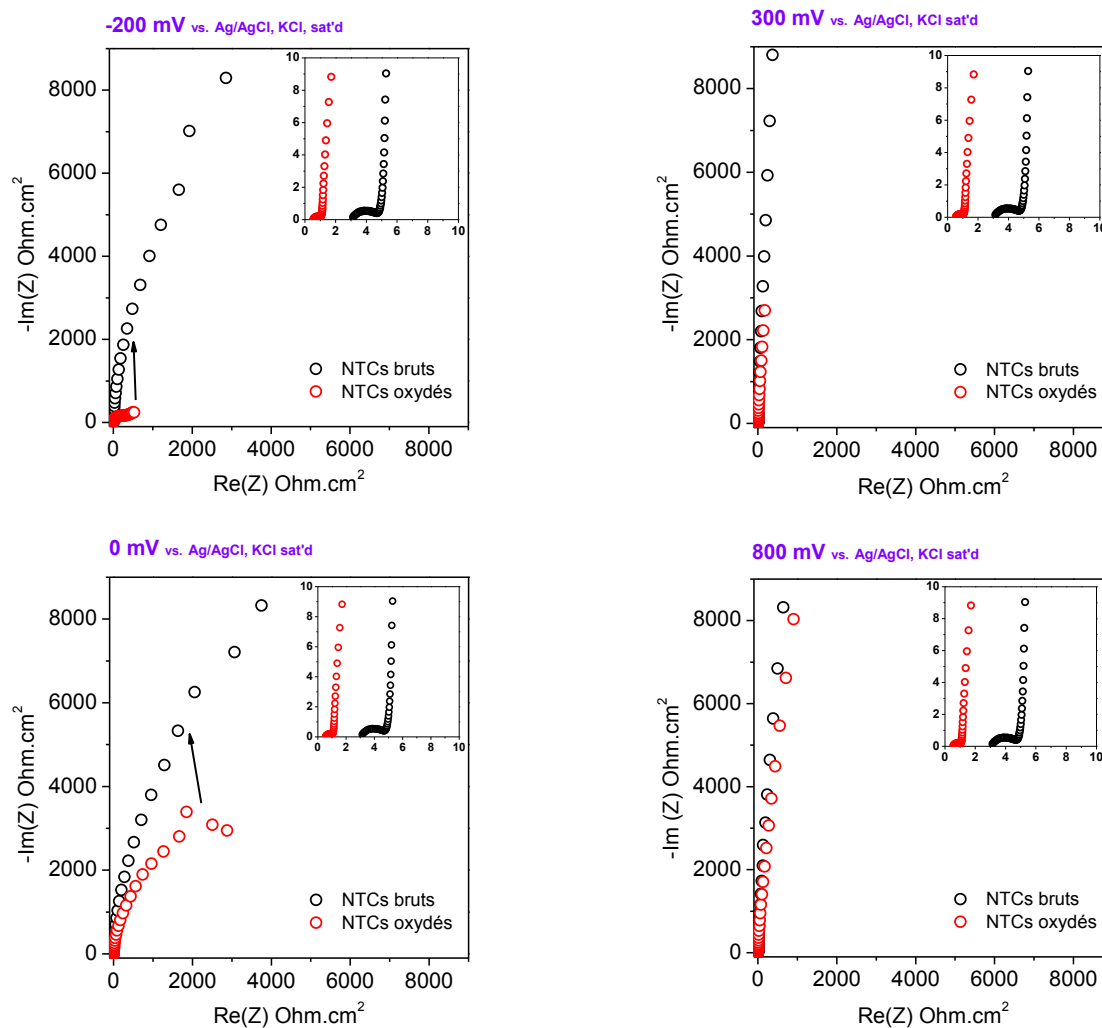 -200 mV vs. Ag/AgCl, KCl, sat'd
-Im(Z) Ohm.cm²
8000
6000
4000
2000
0
10
8
6
4
2
0
0 2 4 6 8 10
NTCs bruts
NTCs oxydés
0 2000 4000 6000 8000
Re(Z) Ohm.cm²
300 mV vs. Ag/AgCl, KCl sat'd
-Im(Z) Ohm.cm²
8000
6000
4000
2000
0
10
8
6
4
2
0
0 2 4 6 8 10
NTCs bruts
NTCs oxydés
0 2000 4000 6000 8000
Re(Z) Ohm.cm²
0 mV vs. Ag/AgCl, KCl sat'd
-Im(Z) Ohm.cm²
8000
6000
4000
2000
0
10
8
6
4
2
0
0 2 4 6 8 10
NTCs bruts
NTCs oxydés
0 2000 4000 6000 8000
Re(Z) Ohm.cm²
800 mV vs. Ag/AgCl, KCl sat'd
-Im (Z) Ohm.cm²
8000
6000
4000
2000
0
10
8
6
4
2
0
0 2 4 6 8 10
NTCs bruts
NTCs oxydés
0 2000 4000 6000 8000
Re(Z) Ohm.cm²